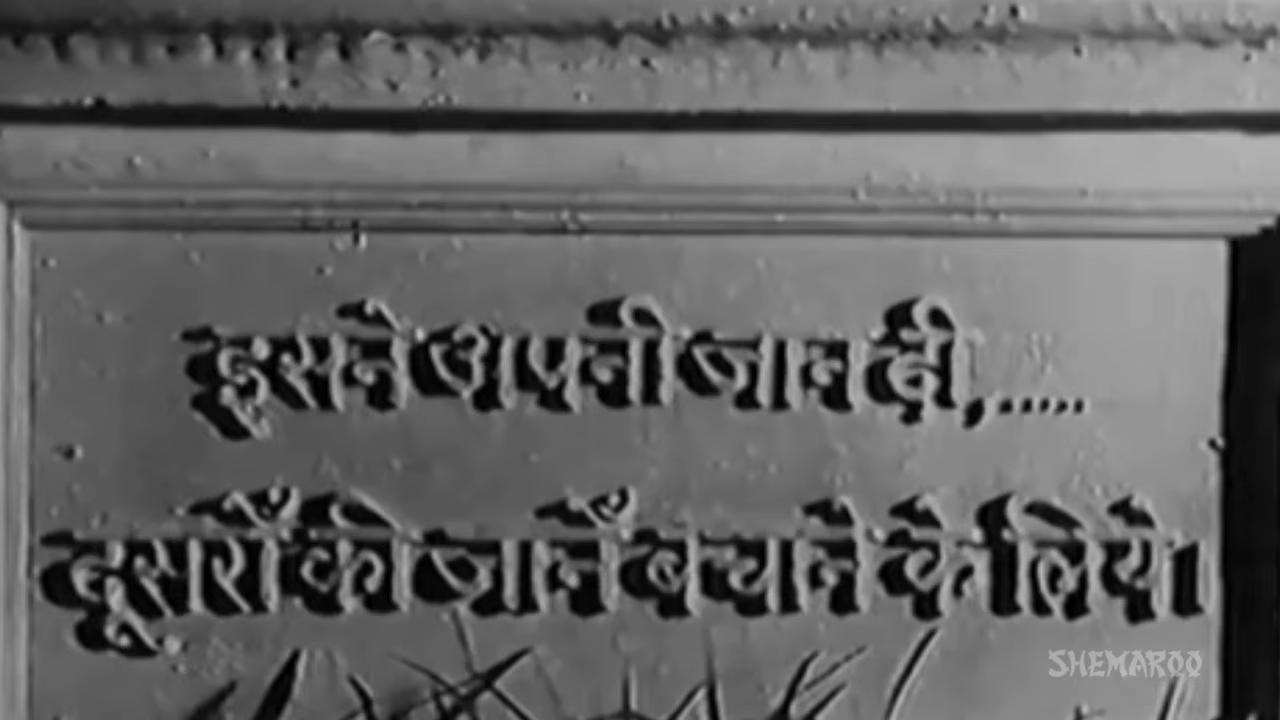 इसने अपनी जान दी,.....
दूसरोँ की जानेँ बचाने के लिये।
SHEMAROO